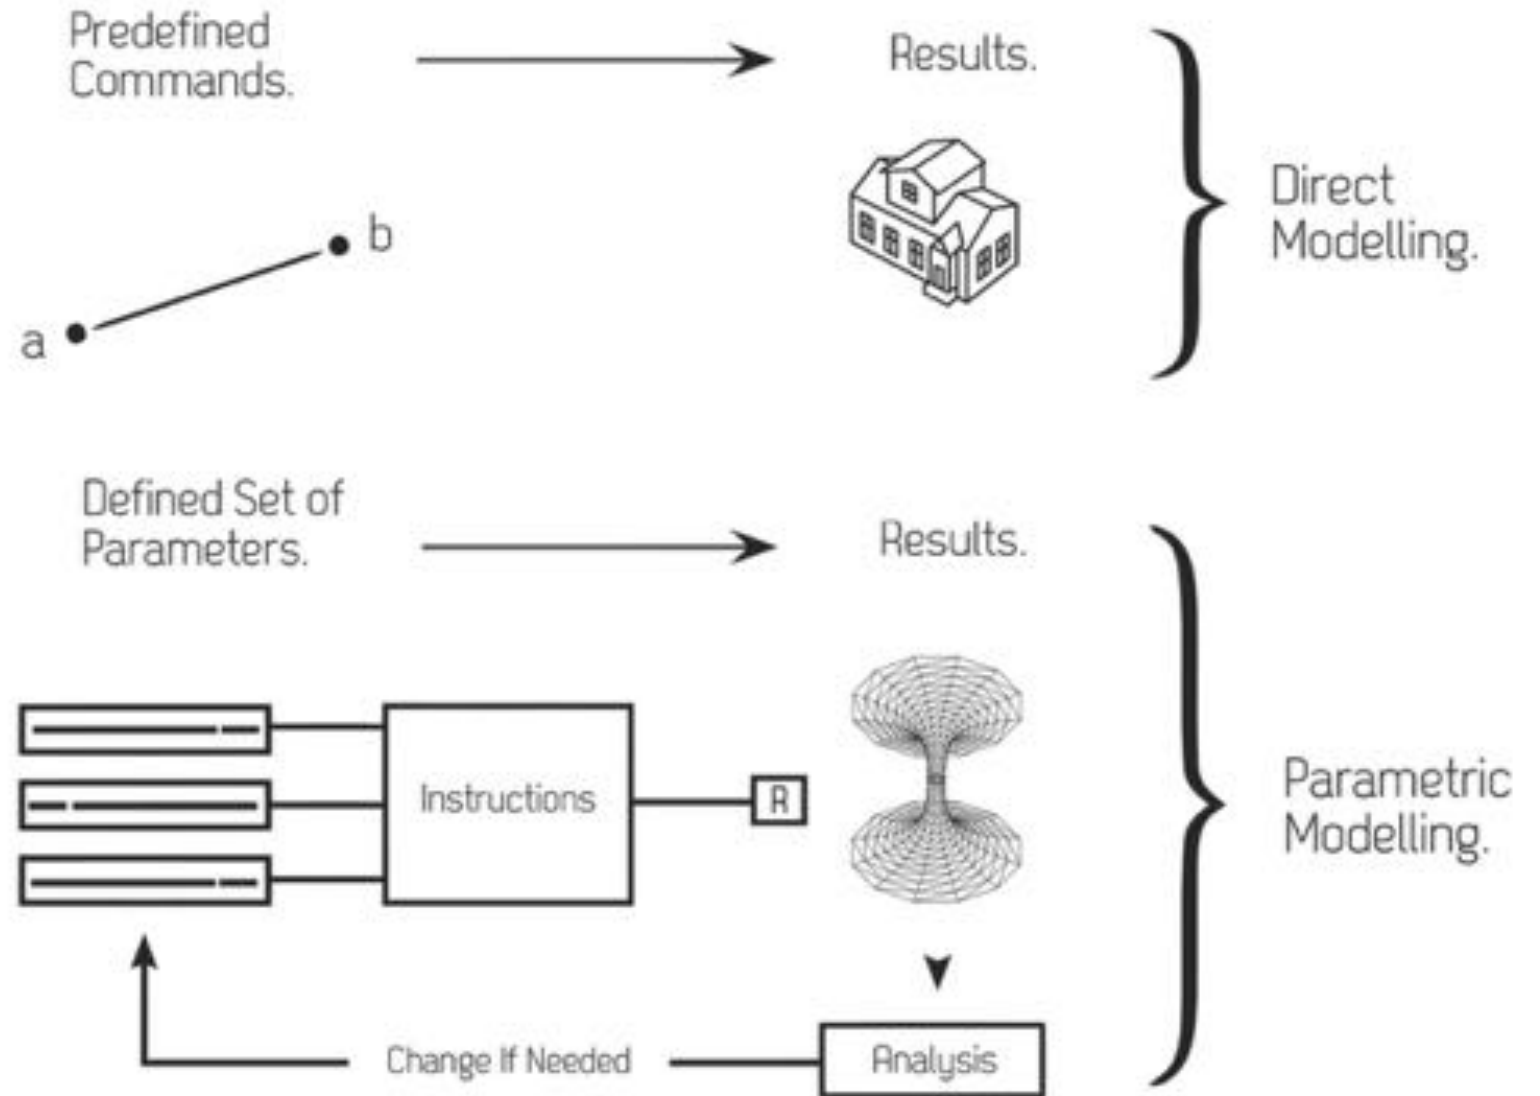 Predefined
Commands.
Results.
a
b
Direct
Modelling.
Defined Set of
Parameters.
Results.
Instructions
R
Parametric
Modelling.
Change If Needed
Analysis